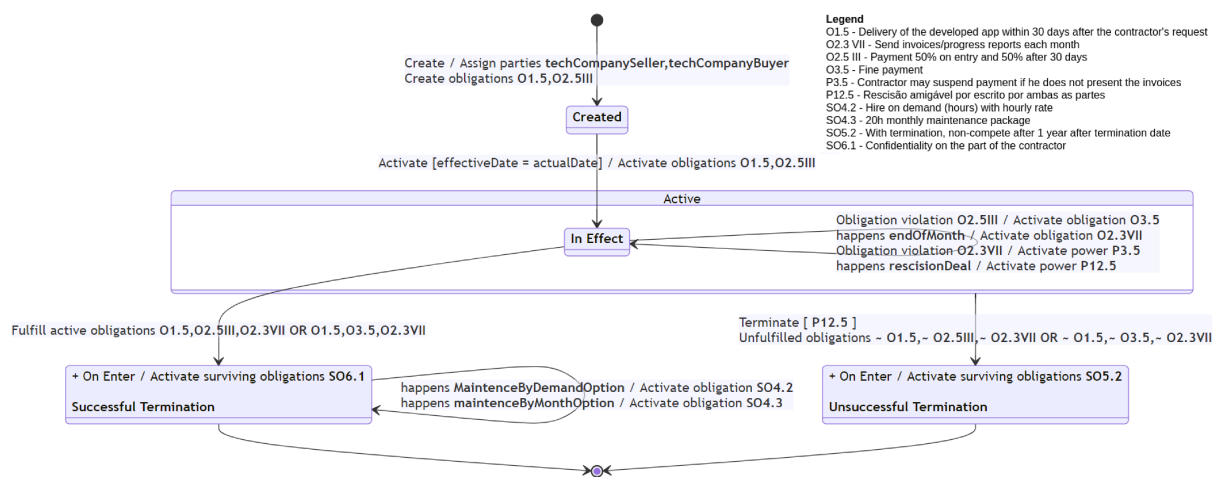 Legend
O1.5 - Delivery of the developed app within 30 days after the contractor's request
O2.3 VII - Send invoices/progress reports each month
O2.5 III - Payment 50% on entry and 50% after 30 days
O3.5 - Fine payment
P3.5 - Contractor may suspend payment if he does not present the invoices
P12.5 - Rescisão amigável por escrito por ambas as partes
SO4.2 - Hire on demand (hours) with hourly rate
SO4.3 - 20h monthly maintenance package
SO5.2 - With termination, non-compete after 1 year after termination date
SO6.1 - Confidentiality on the part of the contractor
Create / Assign parties techCompanySeller,techCompanyBuyer
Create obligations O1.5,O2.5III
Created
Activate [effectiveDate = actualDate] / Activate obligations O1.5,O2.5III
Active
In Effect
Obligation violation O2.5III / Activate obligation O3.5
happens endOfMonth / Activate obligation O2.3VII
Obligation violation O2.3VII / Activate power P3.5
happens rescisionDeal / Activate power P12.5
Fulfill active obligations O1.5,O2.5III,O2.3VII OR O1.5,O3.5,O2.3VII
Terminate [ P12.5 ]
Unfulfilled obligations ~ O1.5,~ O2.5III,~ O2.3VII OR ~ O1.5,~ O3.5,~ O2.3VII
+ On Enter / Activate surviving obligations SO6.1
Successful Termination
happens MaintenceByDemandOption / Activate obligation SO4.2
happens maintenceByMonthOption / Activate obligation SO4.3
+ On Enter / Activate surviving obligations SO5.2
Unsuccessful Termination